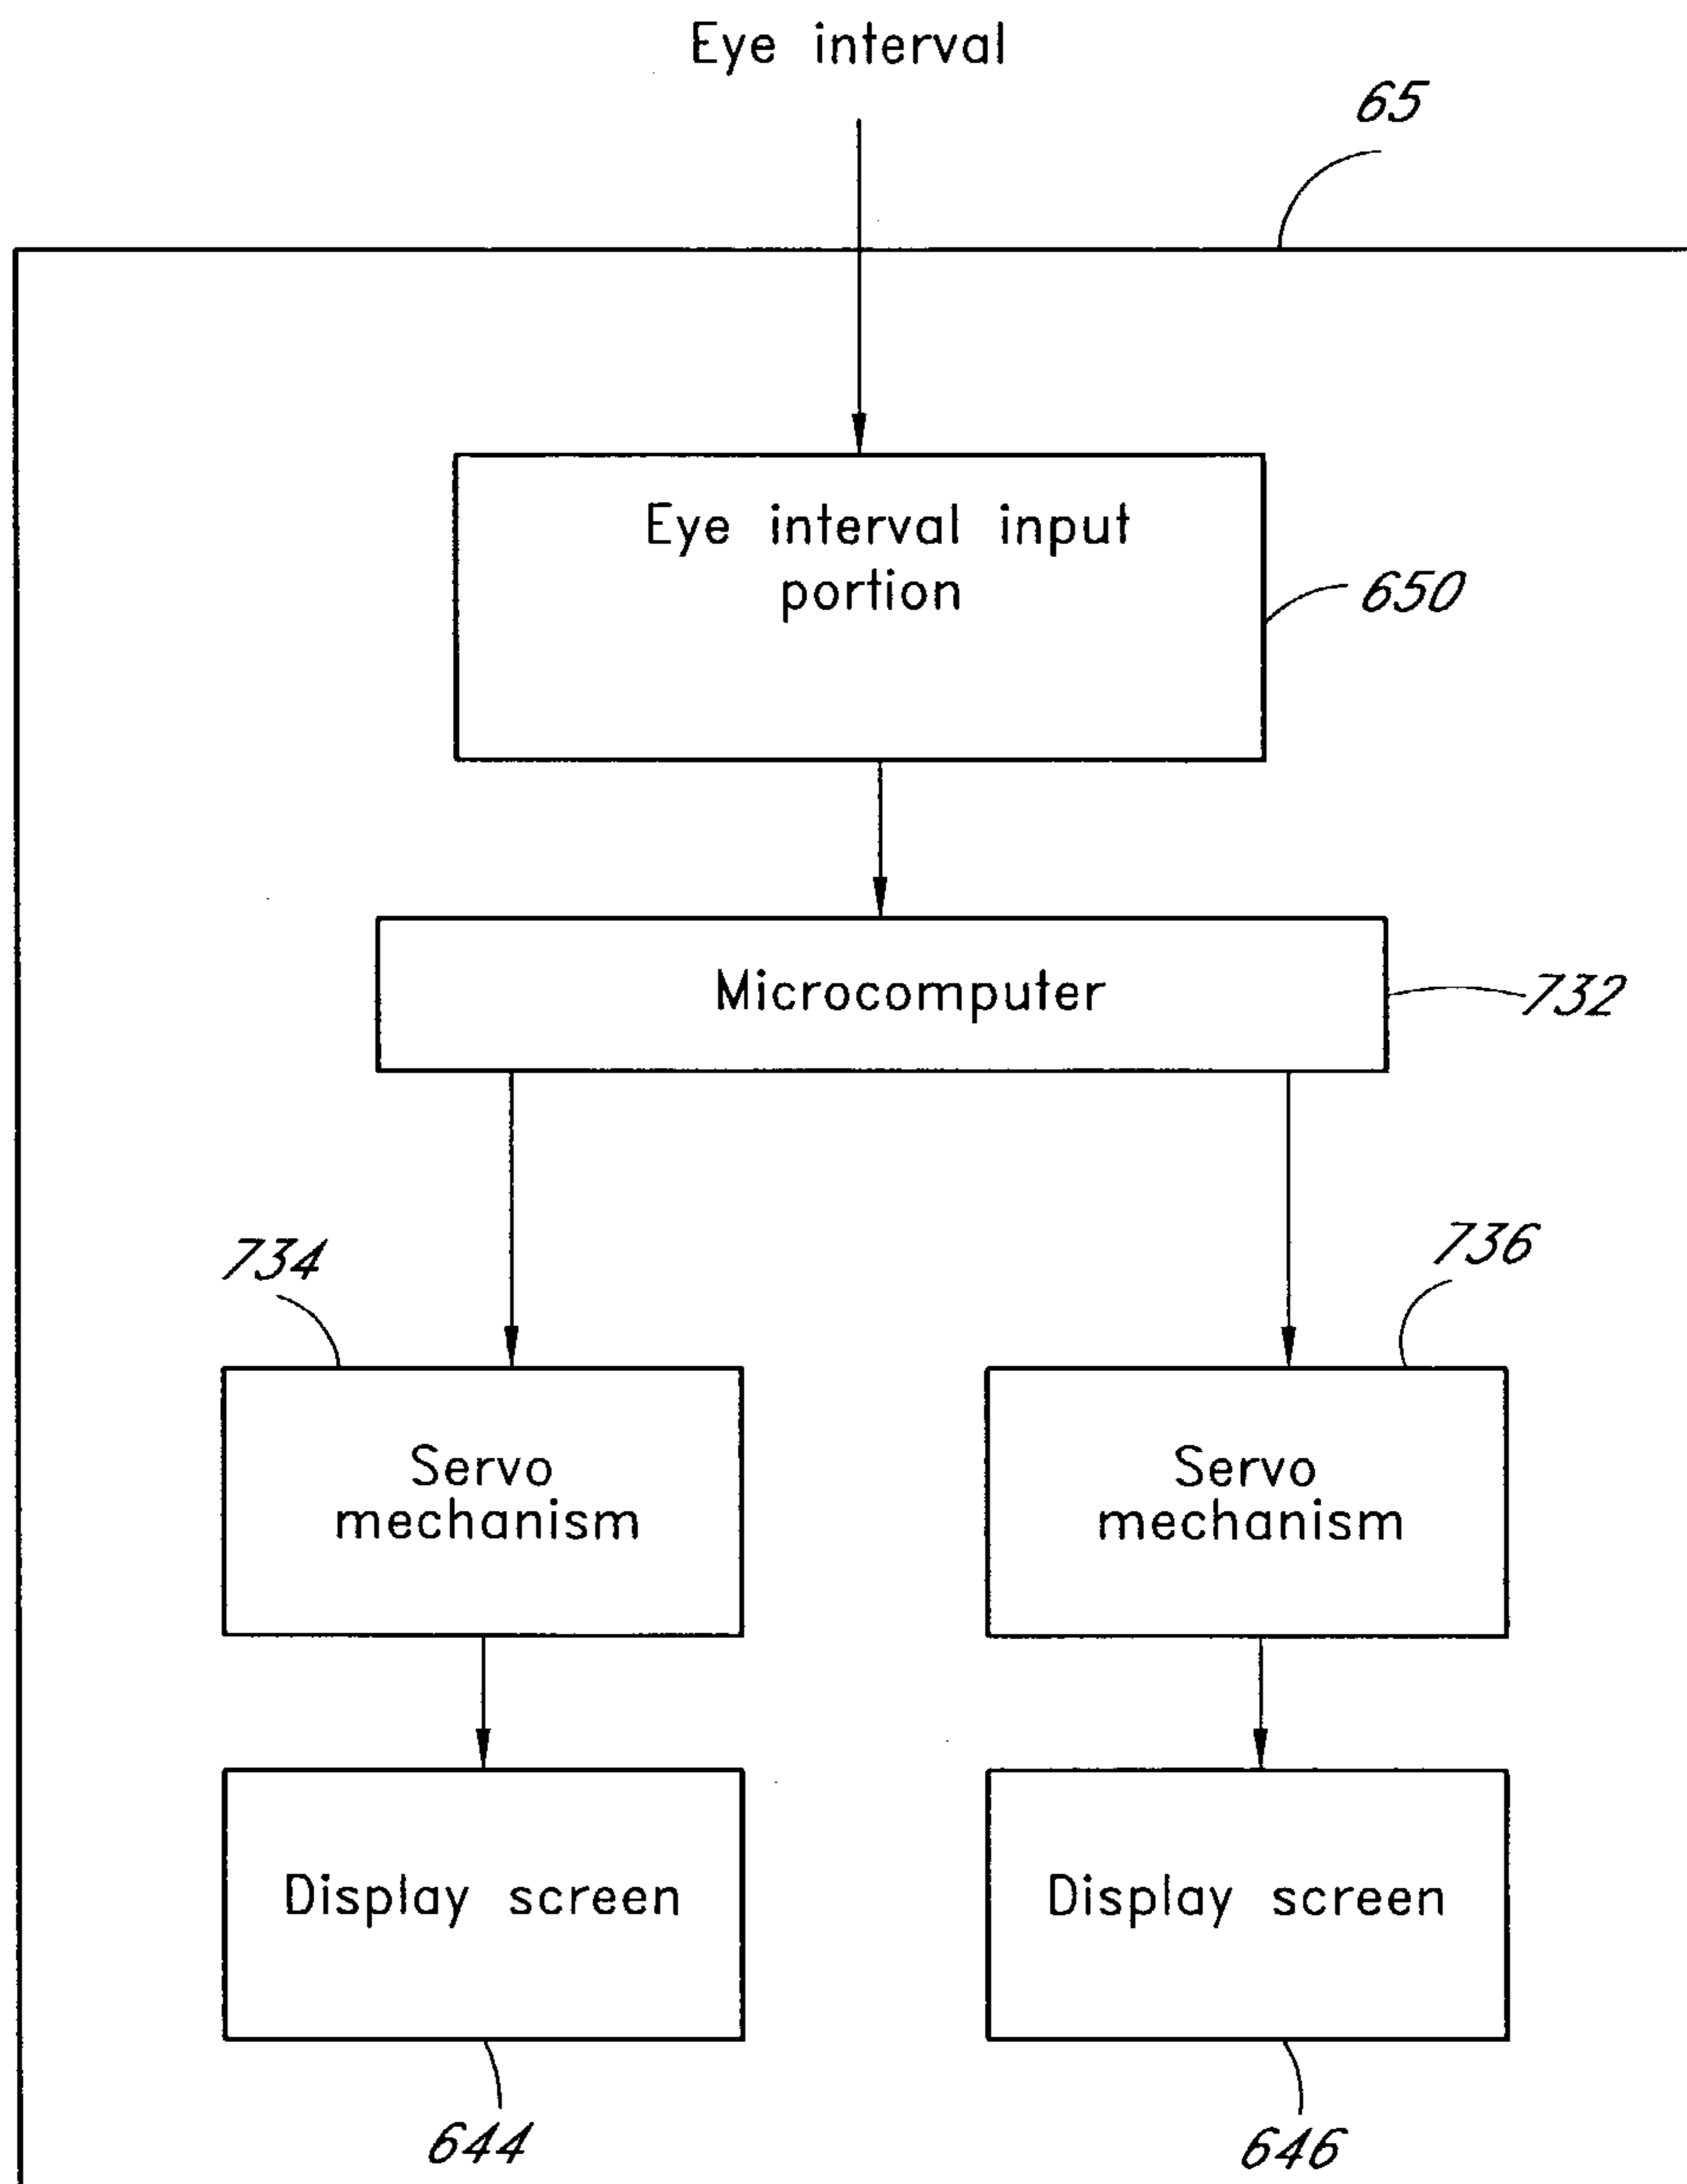 Eye interval
65
Eye interval input
portion
650
Microcomputer
732
734
736
Servo
mechanism
Servo
mechanism
Display screen
Display screen
644
646